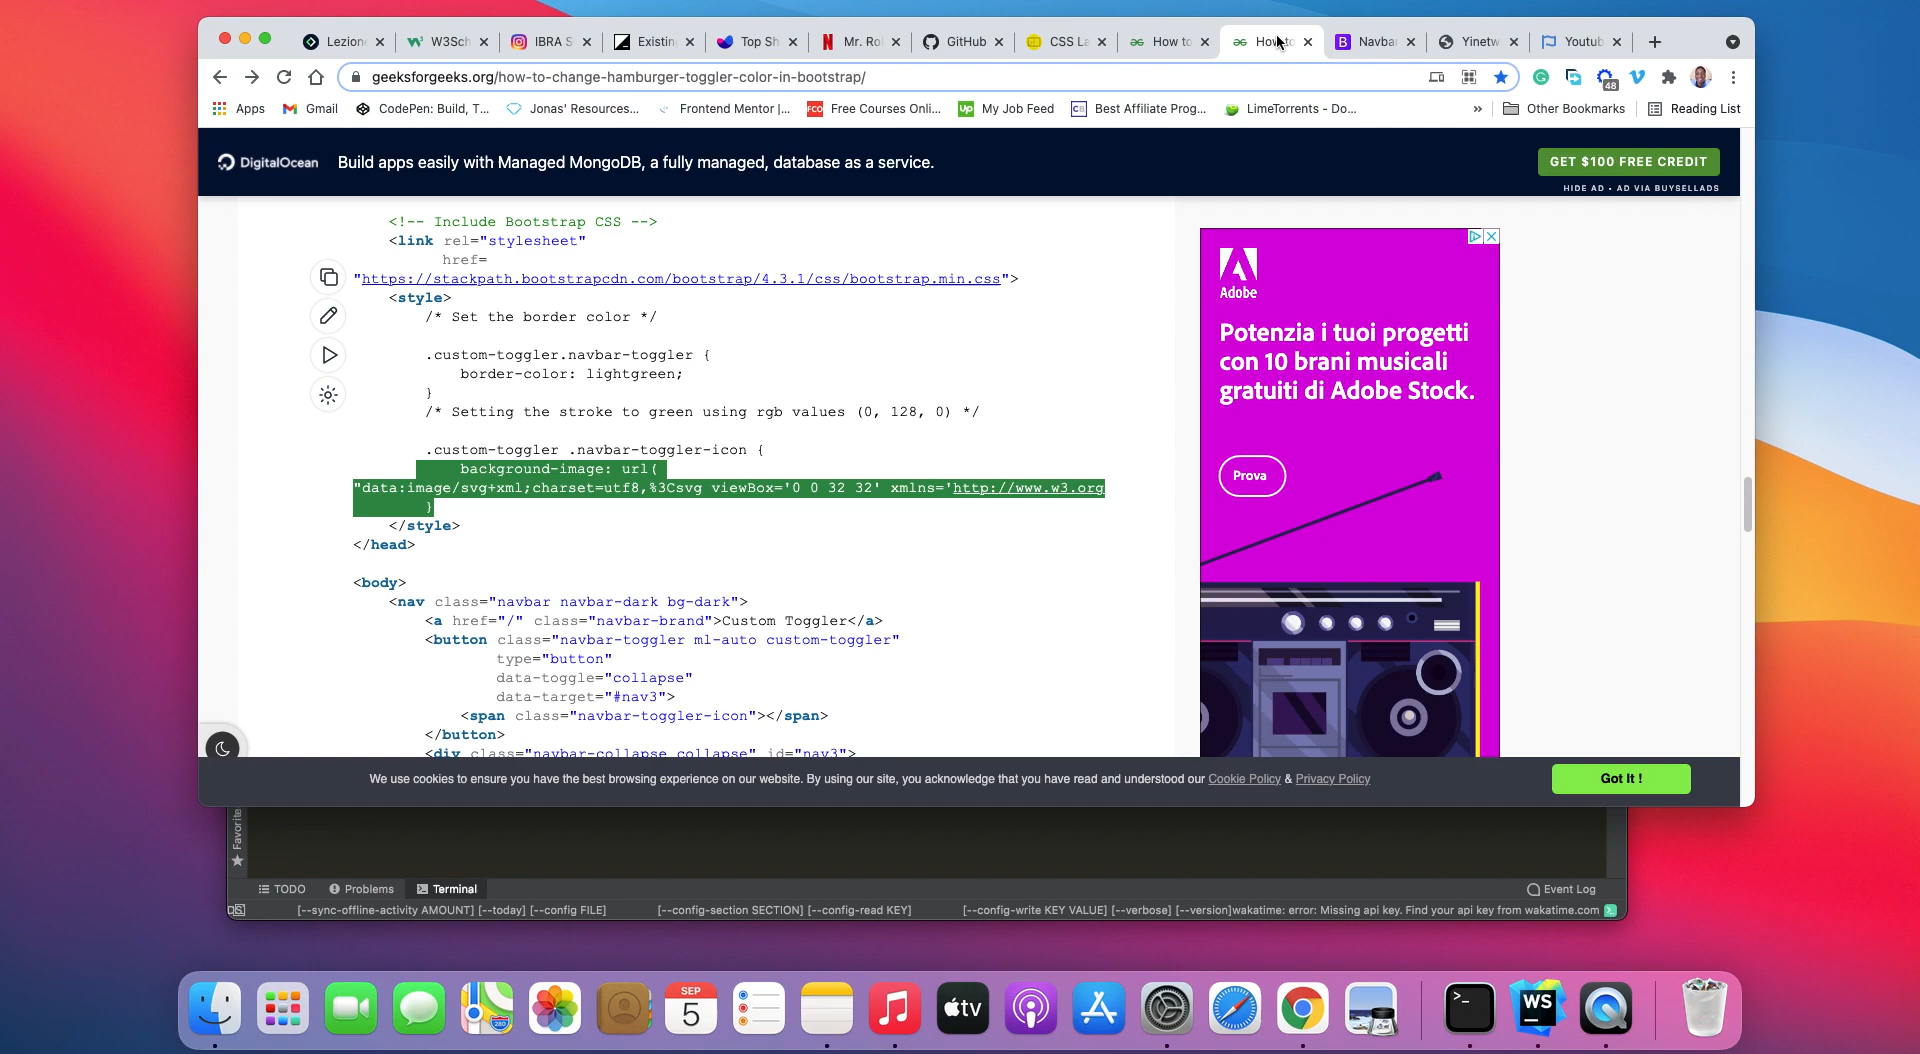 Lezion
W3Sch
IBRA S
Existin
Top Sh
Mr. Ro
GitHub
CSS La
How to
How to
Navba
Yinetw
Youtub
geeksforgeeks.org/how-to-change-hamburger-toggler-color-in-bootstrap/
48
Apps
Gmail
CodePen: Build, T...
Jonas' Resources...
Frontend Mentor |...
FCO
Free Courses Onli...
Up
My Job Feed
Best Affiliate Prog...
LimeTorrents - Do...
»
Other Bookmarks
Reading List
DigitalOcean
Build apps easily with Managed MongoDB, a fully managed, database as a service.
GET $100 FREE CREDIT
HIDE AD • AD VIA BUYSELLADS
<!-- Include Bootstrap CSS -->
<link rel="stylesheet"
href=
"https://stackpath.bootstrapcdn.com/bootstrap/4.3.1/css/bootstrap.min.css">
<style>
/* Set the border color */
.custom-toggler.navbar-toggler {
border-color: lightgreen;
}
/* Setting the stroke to green using rgb values (0, 128, 0) */
.custom-toggler .navbar-toggler-icon {
background-image: url(
"data:image/svg+xml;charset=utf8,%3Csvg viewBox='0 0 32 32' xmlns='http://www.w3.org
}
</style>
</head>
<body>
<nav class="navbar navbar-dark bg-dark">
<a href="/" class="navbar-brand">Custom Toggler</a>
<button class="navbar-toggler ml-auto custom-toggler"
type="button"
data-toggle="collapse"
data-target="#nav3">
<span class="navbar-toggler-icon"></span>
</button>
<div class="navbar-collapse collapse" id="nav3">
Adobe
Potenzia i tuoi progetti
con 10 brani musicali
gratuiti di Adobe Stock.
Prova
We use cookies to ensure you have the best browsing experience on our website. By using our site, you acknowledge that you have read and understood our Cookie Policy & Privacy Policy
Got It !
Favorite
TODO
Problems
Terminal
Event Log
[--sync-offline-activity AMOUNT] [--today] [--config FILE]
[--config-section SECTION] [--config-read KEY]
[--config-write KEY VALUE] [--verbose] [--version]wakatime: error: Missing api key. Find your api key from wakatime.com
SEP
5
280
tv
WS